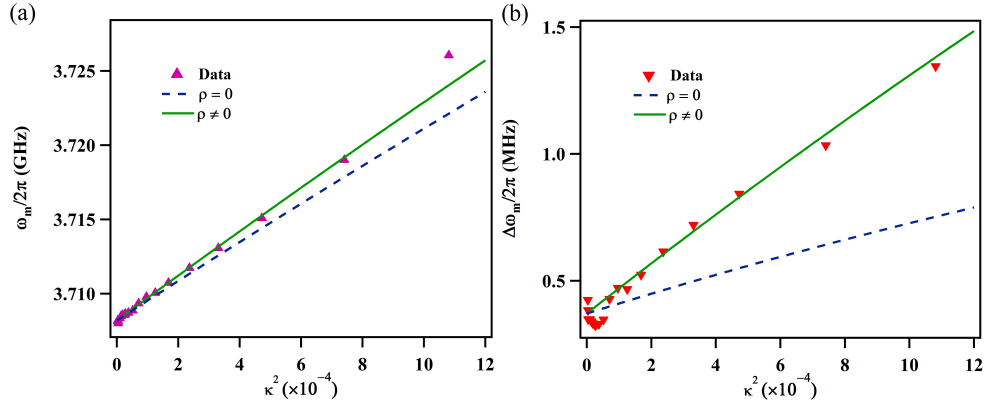 (a)
3.725
3.720
3.715
3.710
ωₘ/2π (GHz)
Data
ρ = 0
ρ ≠ 0
0
2
4
6
8
10
12
κ² (×10⁻⁴)
(b)
1.5
1.0
0.5
Δωₘ/2π (MHz)
Data
ρ = 0
ρ ≠ 0
0
2
4
6
8
10
12
κ² (×10⁻⁴)